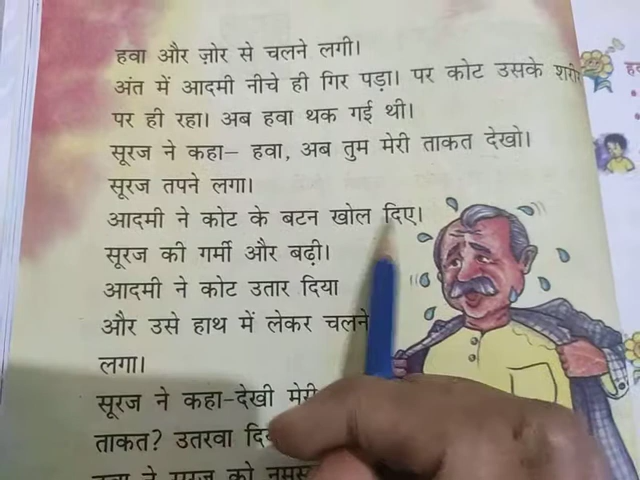 हवा और ज़ोर से चलने लगी।
अंत में आदमी नीचे ही गिर पड़ा। पर कोट उसके शरीर
पर ही रहा। अब हवा थक गई थी।
सूरज ने कहा– हवा, अब तुम मेरी ताकत देखो।
सूरज तपने लगा।
आदमी ने कोट के बटन खोल दिए।
सूरज की गर्मी और बढ़ी।
आदमी ने कोट उतार दिया
और उसे हाथ में लेकर चलने
लगा।
सूरज ने कहा-देखी मेरी
ताकत? उतरवा
ने सूरज को